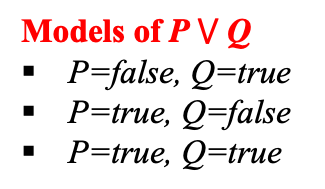 Models of P ∨ Q
▪ P=false, Q=true
▪ P=true, Q=false
▪ P=true, Q=true